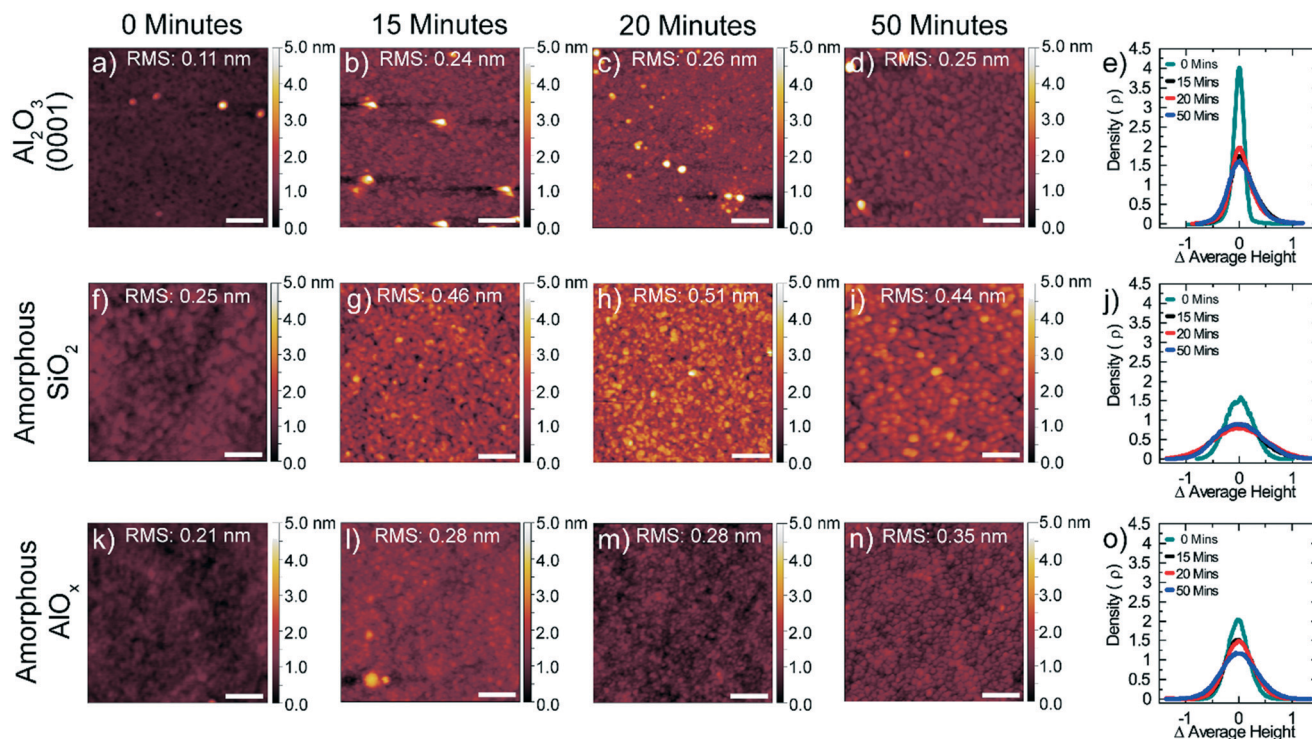 0 Minutes 15 Minutes 20 Minutes 50 Minutes
Al2O3 (0001)
a) RMS: 0.11 nm
5.0 nm
4.0
3.0
2.0
1.0
0.0
b) RMS: 0.24 nm
5.0 nm
4.0
3.0
2.0
1.0
0.0
c) RMS: 0.26 nm
5.0 nm
4.0
3.0
2.0
1.0
0.0
d) RMS: 0.25 nm
5.0 nm
4.0
3.0
2.0
1.0
0.0
e)
0 Mins
15 Mins
20 Mins
50 Mins
Density (ρ)
4.5
4
3.5
3
2.5
2
1.5
1
0.5
0
-1 0 1
Δ Average Height
Amorphous
SiO2
f) RMS: 0.25 nm
5.0 nm
4.0
3.0
2.0
1.0
0.0
g) RMS: 0.46 nm
5.0 nm
4.0
3.0
2.0
1.0
0.0
h) RMS: 0.51 nm
5.0 nm
4.0
3.0
2.0
1.0
0.0
i) RMS: 0.44 nm
5.0 nm
4.0
3.0
2.0
1.0
0.0
j)
0 Mins
15 Mins
20 Mins
50 Mins
Density (ρ)
4.5
4
3.5
3
2.5
2
1.5
1
0.5
0
-1 0 1
Δ Average Height
Amorphous
AlOx
k) RMS: 0.21 nm
5.0 nm
4.0
3.0
2.0
1.0
0.0
l) RMS: 0.28 nm
5.0 nm
4.0
3.0
2.0
1.0
0.0
m) RMS: 0.28 nm
5.0 nm
4.0
3.0
2.0
1.0
0.0
n) RMS: 0.35 nm
5.0 nm
4.0
3.0
2.0
1.0
0.0
o)
0 Mins
15 Mins
20 Mins
50 Mins
Density (ρ)
4.5
4
3.5
3
2.5
2
1.5
1
0.5
0
-1 0 1
Δ Average Height